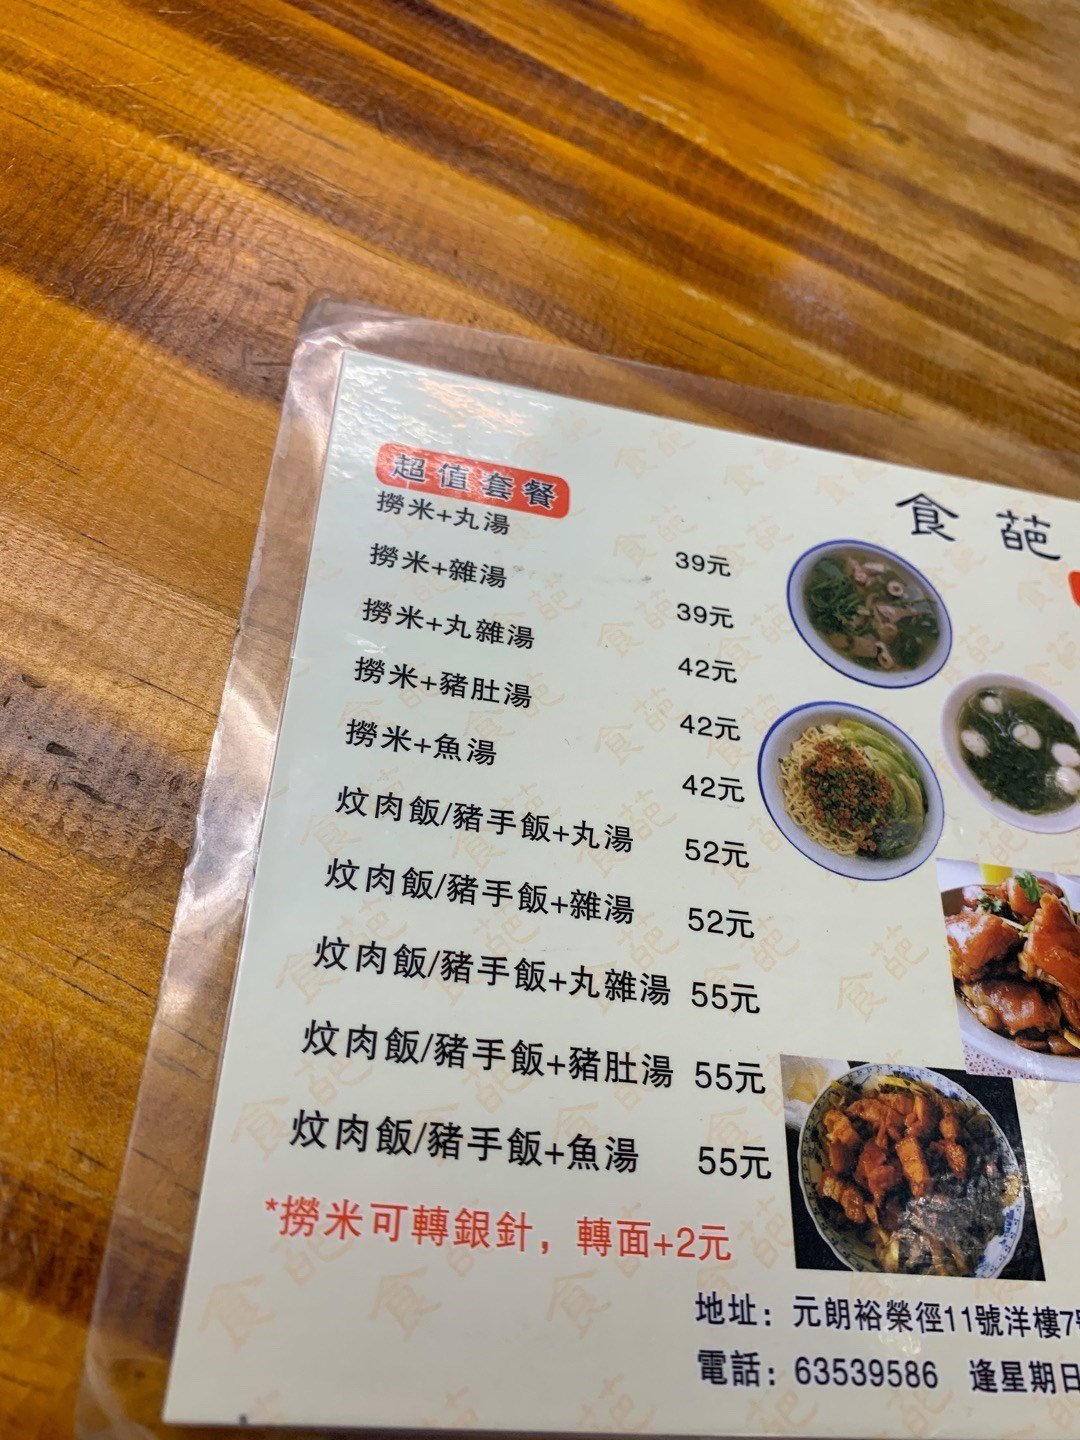 超值套餐
撈米+丸湯 39元
撈米+雜湯 39元
撈米+丸雜湯 42元
撈米+豬肚湯 42元
撈米+魚湯 42元
炆肉飯/豬手飯+丸湯 52元
炆肉飯/豬手飯+雜湯 52元
炆肉飯/豬手飯+丸雜湯 55元
炆肉飯/豬手飯+豬肚湯 55元
炆肉飯/豬手飯+魚湯 55元
*撈米可轉銀針，轉面+2元
食葩
地址：元朗裕榮徑11號洋樓7
電話：63539586 逢星期日